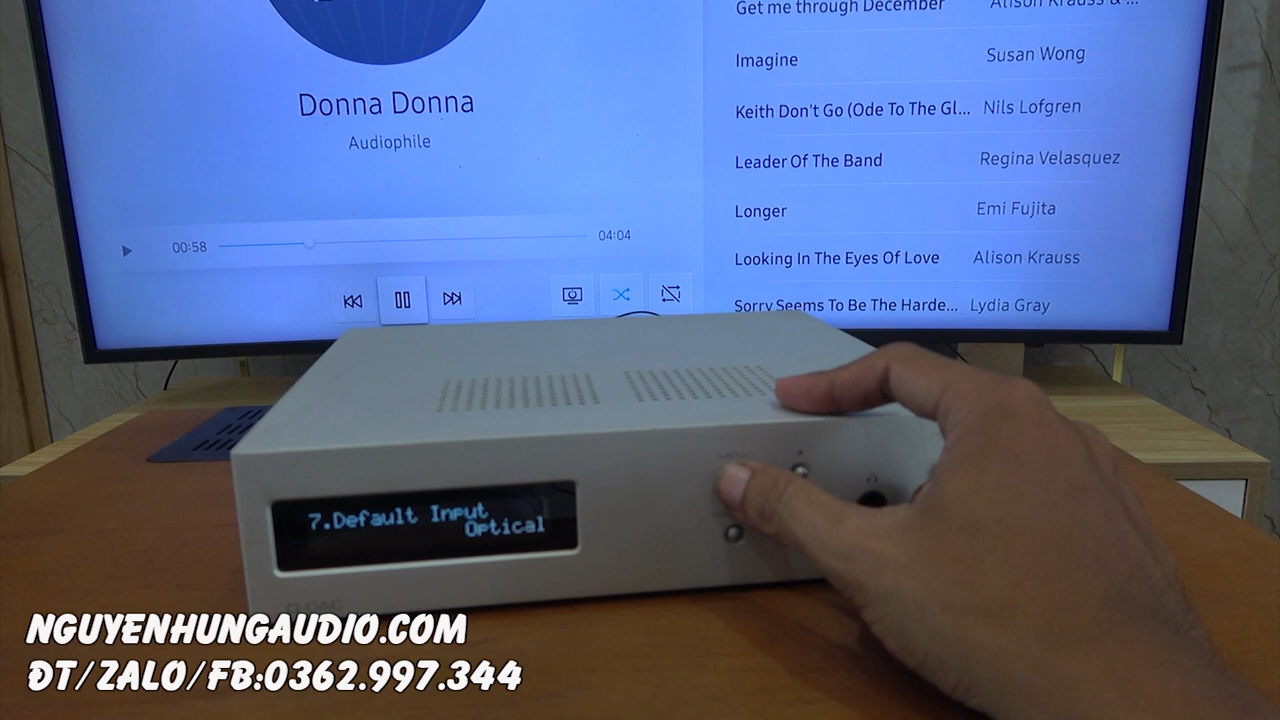 Get me through December Alison Krauss & ...
Imagine Susan Wong
Keith Don't Go (Ode To The Gl... Nils Lofgren
Leader Of The Band Regina Velasquez
Longer Emi Fujita
Looking In The Eyes Of Love Alison Krauss
Sorry Seems To Be The Harde... Lydia Gray
Donna Donna
Audiophile
00:58 04:04
7.Default Input
Optical
NGUYENHUNGAUDIO.COM
ĐT/ZALO/FB:0362.997.344